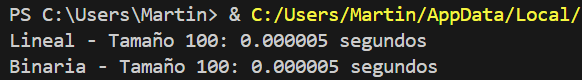 PS C:\Users\Martin> & C:/Users/Martin/AppData/Local/
Lineal - Tamaño 100: 0.000005 segundos
Binaria - Tamaño 100: 0.000005 segundos